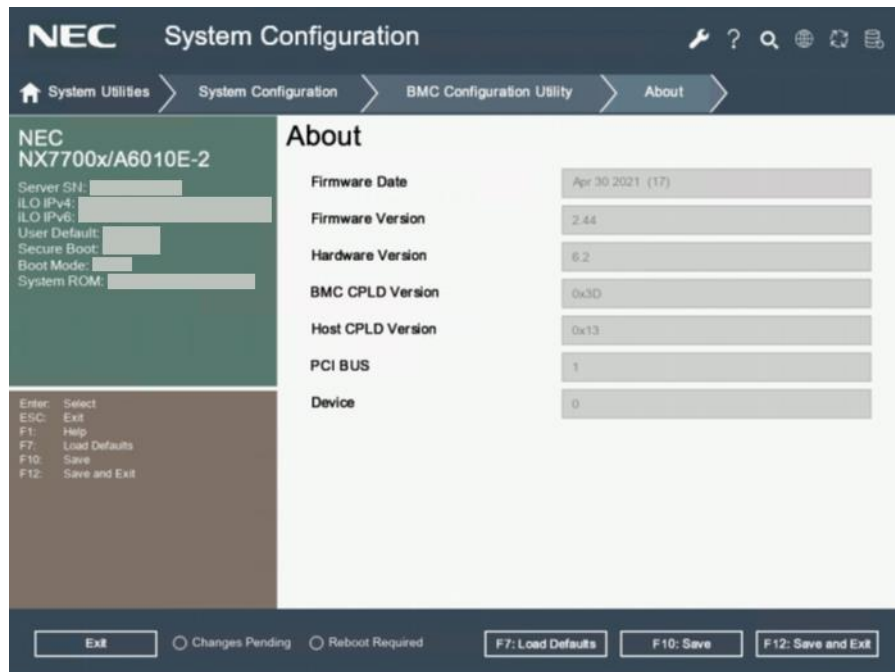 NEC System Configuration
?
System Utilities System Configuration BMC Configuration Utility About
NEC
NX7700x/A6010E-2
Server SN:
iLO IPv4:
iLO IPv6:
User Default:
Secure Boot:
Boot Mode:
System ROM:
Enter: Select
ESC: Exit
F1: Help
F7: Load Defaults
F10: Save
F12: Save and Exit
About
Firmware Date Apr 30 2021 (17)
Firmware Version 2.44
Hardware Version 6.2
BMC CPLD Version 0x3D
Host CPLD Version 0x13
PCI BUS 1
Device 0
Exit Changes Pending Reboot Required F7: Load Defaults F10: Save F12: Save and Exit